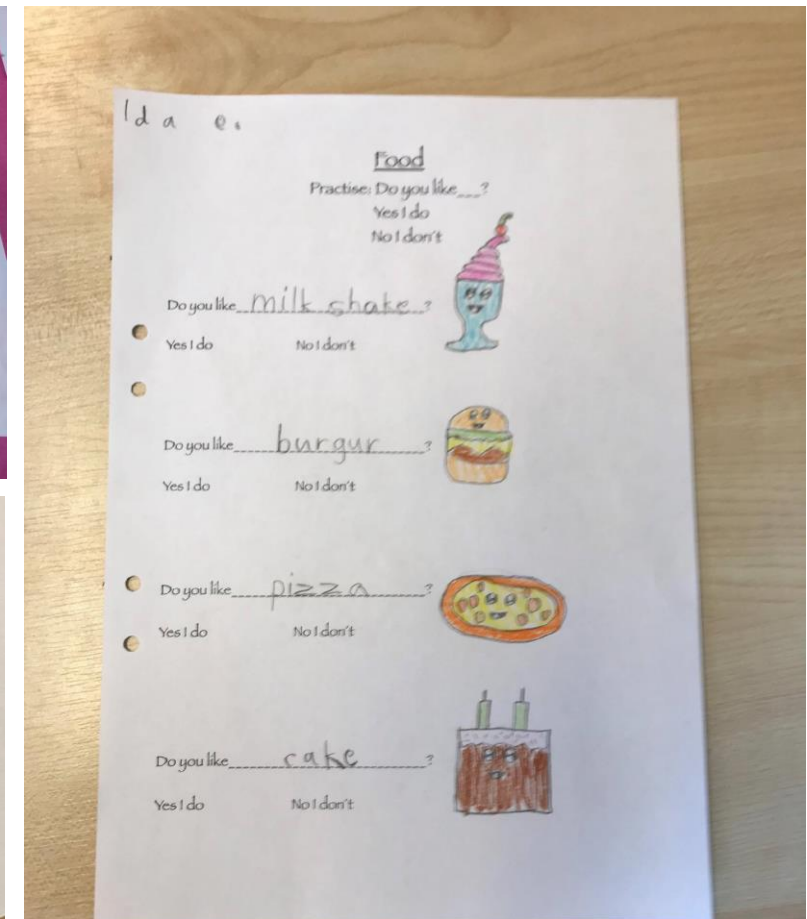 Ida e.
Food
Practise: Do you like___?
Yes I do
No I don't
Do you like milk shake ?
Yes I do No I don't
Do you like burgur ?
Yes I do No I don't
Do you like pizza ?
Yes I do No I don't
Do you like cake ?
Yes I do No I don't